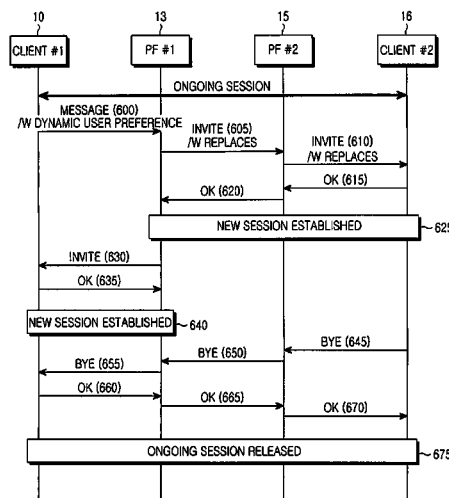 10
13
15
16
CLIENT #1
PF #1
PF #2
CLIENT #2
ONGOING SESSION
MESSAGE (600)
/W DYNAMIC USER PREFERENCE
INVITE (605)
/W REPLACES
INVITE (610)
/W REPLACES
OK (615)
OK (620)
NEW SESSION ESTABLISHED
625
INVITE (630)
OK (635)
NEW SESSION ESTABLISHED
640
BYE (645)
BYE (650)
BYE (655)
OK (660)
OK (665)
OK (670)
ONGOING SESSION RELEASED
675